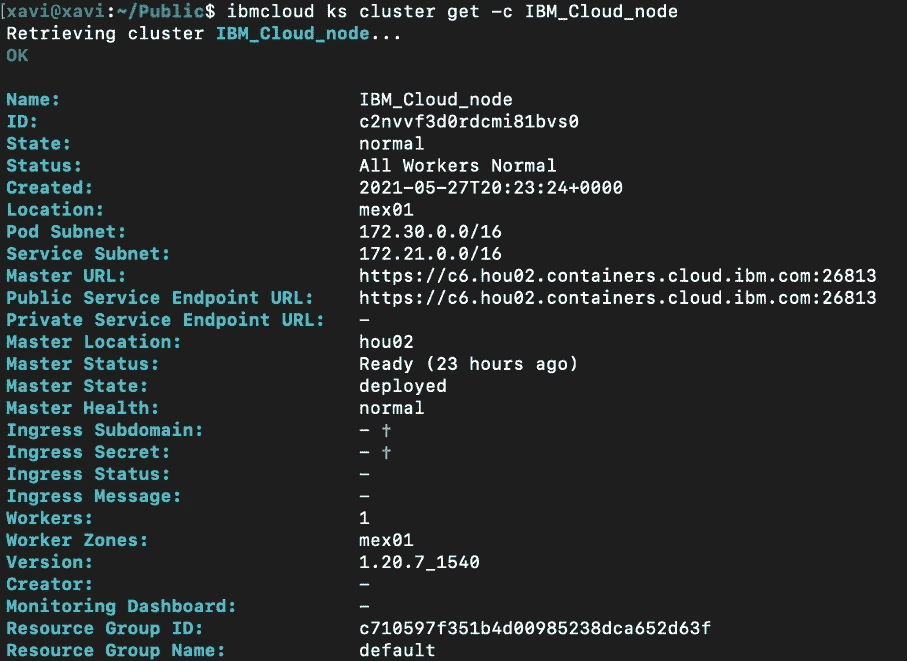 [xavi@xavi:~/Public$ ibmcloud ks cluster get -c IBM_Cloud_node
Retrieving cluster IBM_Cloud_node...
OK
Name: IBM_Cloud_node
ID: c2nvvf3d0rdcmi81bvs0
State: normal
Status: All Workers Normal
Created: 2021-05-27T20:23:24+0000
Location: mex01
Pod Subnet: 172.30.0.0/16
Service Subnet: 172.21.0.0/16
Master URL: https://c6.hou02.containers.cloud.ibm.com:26813
Public Service Endpoint URL: https://c6.hou02.containers.cloud.ibm.com:26813
Private Service Endpoint URL: -
Master Location: hou02
Master Status: Ready (23 hours ago)
Master State: deployed
Master Health: normal
Ingress Subdomain: - †
Ingress Secret: - †
Ingress Status: -
Ingress Message: -
Workers: 1
Worker Zones: mex01
Version: 1.20.7_1540
Creator: -
Monitoring Dashboard: -
Resource Group ID: c710597f351b4d00985238dca652d63f
Resource Group Name: default